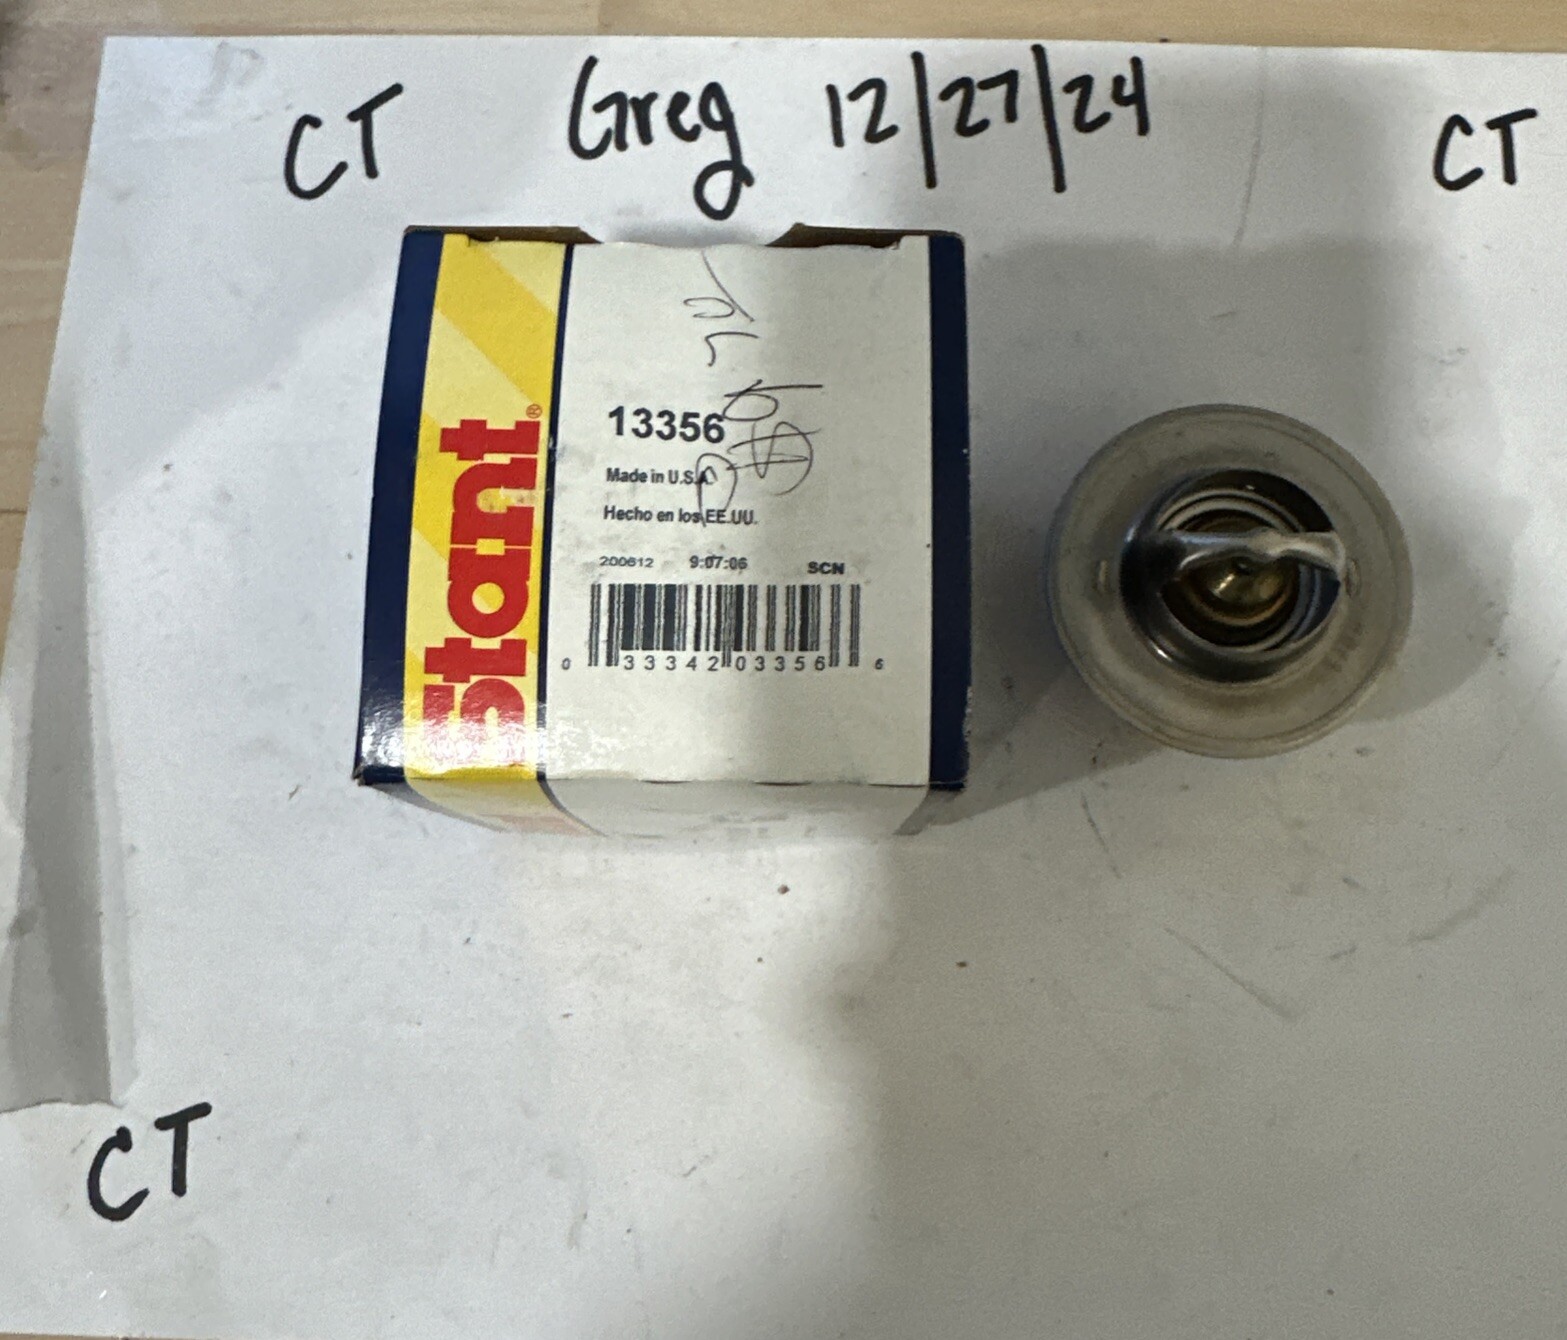 CT Greg 12/27/24 CT
Stant®
13356
Made in U.S.A.
Hecho en los EE.UU.
200612 9:07:06 SCN
0 33342 03356 6
CT